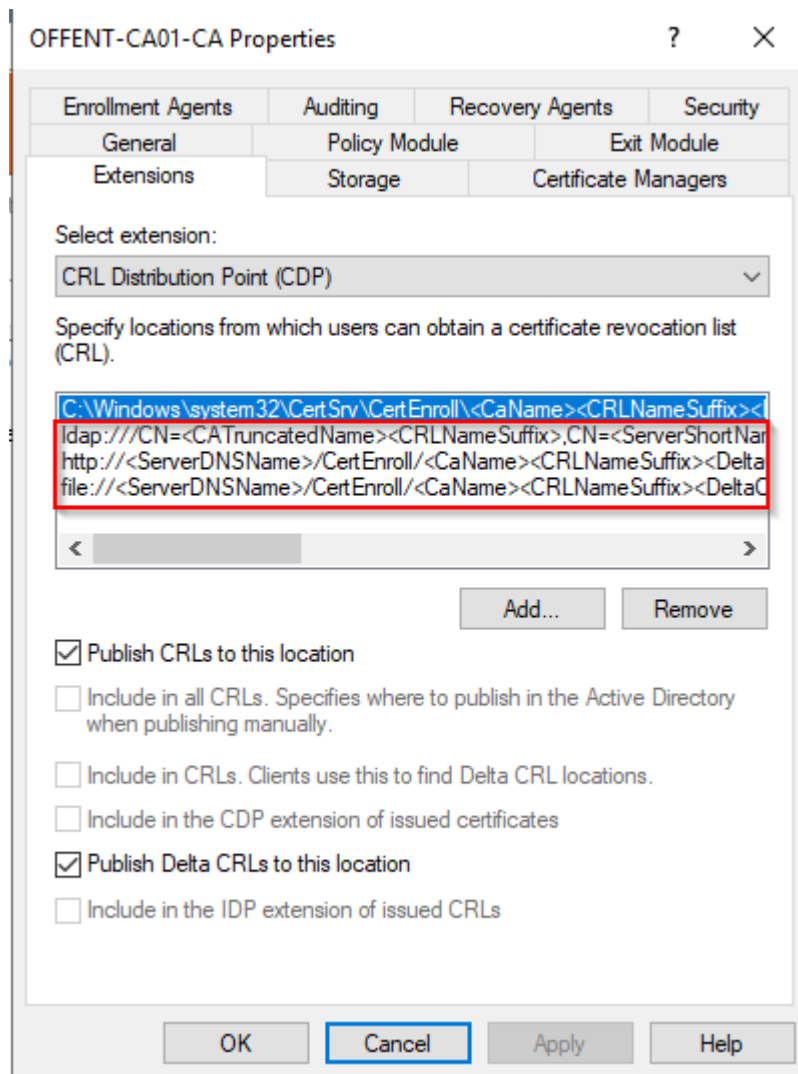 OFFENT-CA01-CA Properties
?
Enrollment Agents
Auditing
Recovery Agents
Security
General
Policy Module
Exit Module
Extensions
Storage
Certificate Managers
Select extension:
CRL Distribution Point (CDP)
Specify locations from which users can obtain a certificate revocation list
(CRL).
C:\Windows\system32\CertSrv\CertEnroll\<CaName><CRLNameSuffix><
ldap:///CN=<CATruncatedName><CRLNameSuffix>,CN=<ServerShortNar
http://<ServerDNSName>/CertEnroll/<CaName><CRLNameSuffix><Delta
file://<ServerDNSName>/CertEnroll/<CaName><CRLNameSuffix><DeltaC
Add...
Remove
Publish CRLs to this location
Include in all CRLs. Specifies where to publish in the Active Directory
when publishing manually.
Include in CRLs. Clients use this to find Delta CRL locations.
Include in the CDP extension of issued certificates
Publish Delta CRLs to this location
Include in the IDP extension of issued CRLs
OK
Cancel
Apply
Help